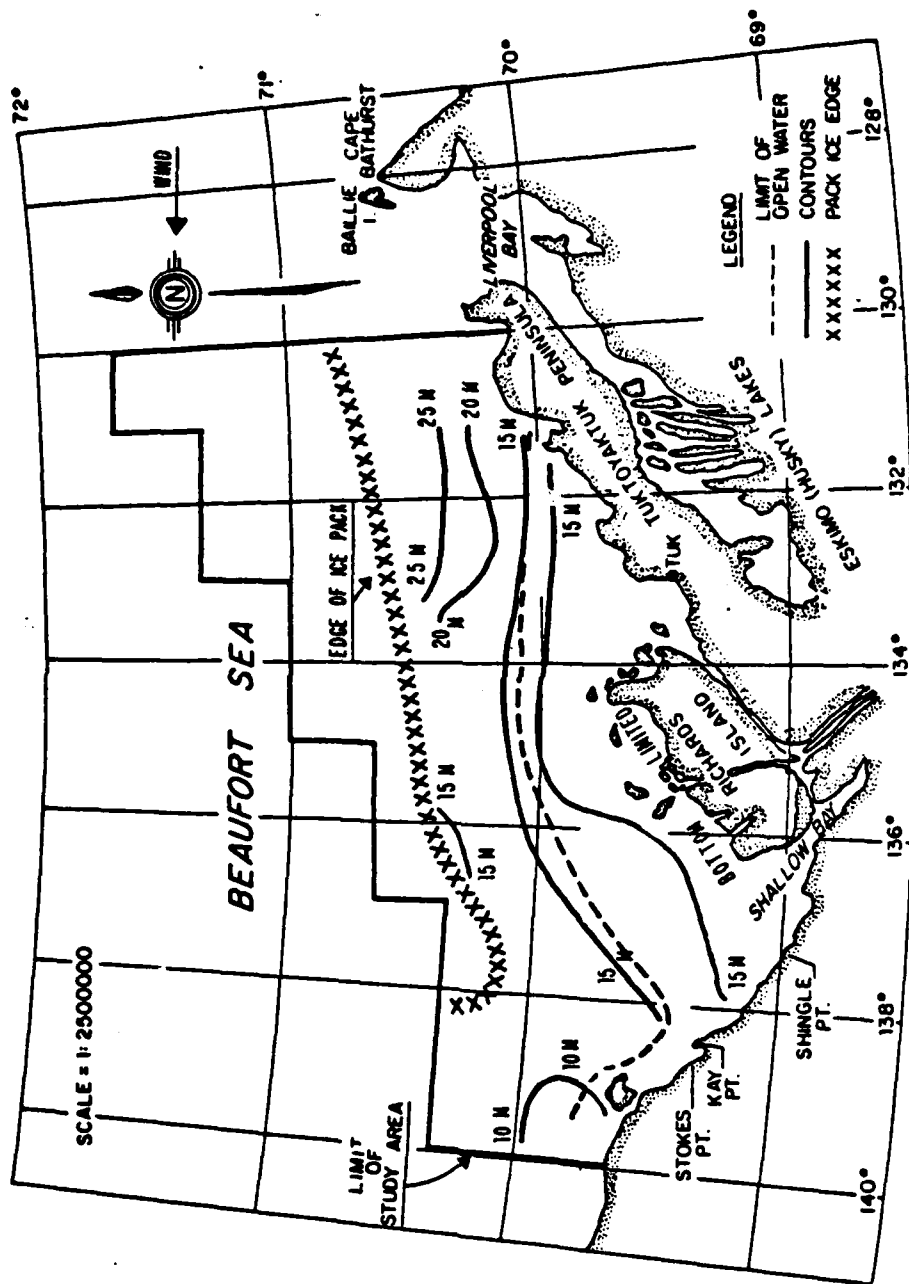 72°
71°
70°
69°
SCALE = 1: 2500000
BEAUFORT SEA
N
WIND
BAILLIE I.
CAPE
BATHURST
LIVERPOOL
BAY
LIMIT
OF
STUDY AREA
EDGE OF ICE PACK
10 M
10 M
15 M
15 M
15 M
15 M
15 M
15 M
20 M
20 M
25 M
25 M
TUKTOYAKTUK PENINSULA
TUK
ESKIMO (HUSKY) LAKES
BOTTOM LIMITED
RICHARDS
ISLAND
SHALLOW BAY
STOKES
PT.
KAY
PT.
SHINGLE
PT.
LEGEND
LIMIT OF
OPEN WATER
CONTOURS
XXXXX PACK ICE EDGE
140°
138°
136°
134°
132°
130°
128°